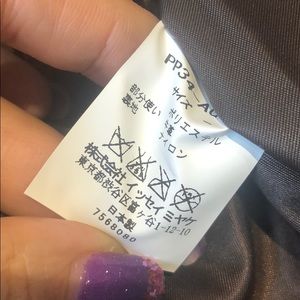 PP34-A
サイズ
部分使い ポリエステル
裏地 ナイロン
株式会社イッセイミヤケ
東京都渋谷区富ヶ谷1-12-10
日本製
7568080